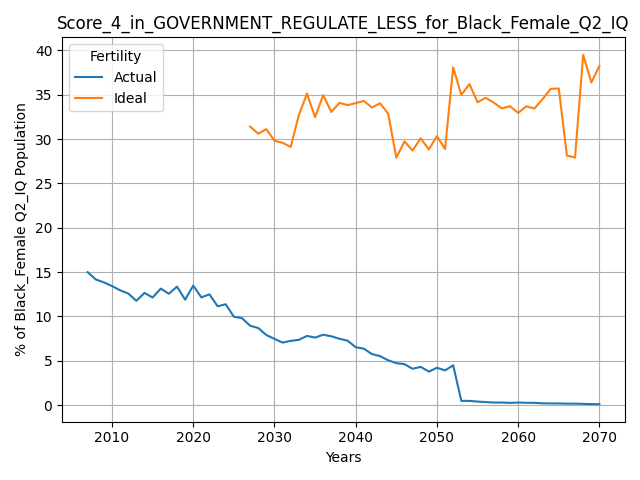 Score_4_in_GOVERNMENT_REGULATE_LESS_for_Black_Female_Q2_IQ
Fertility
Actual
Ideal
% of Black_Female Q2_IQ Population
40
35
30
25
20
15
10
5
0
2010 2020 2030 2040 2050 2060 2070
Years